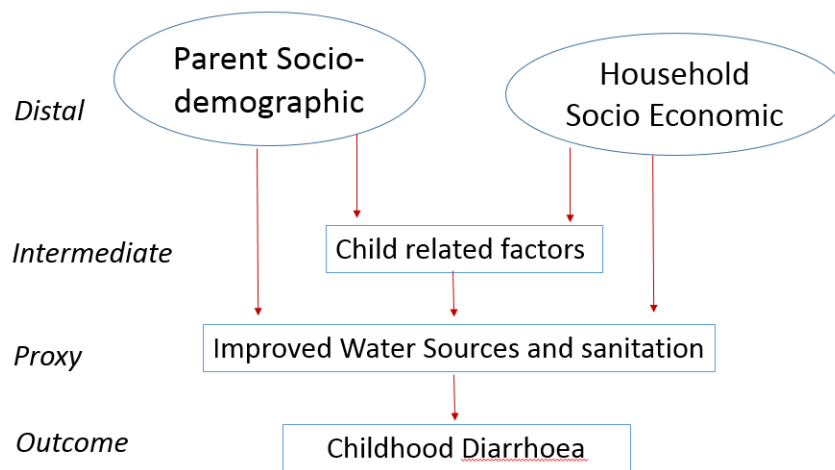 Parent Socio-
demographic
Household
Socio Economic
Distal
Intermediate
Child related factors
Proxy
Improved Water Sources and sanitation
Outcome
Childhood Diarrhoea